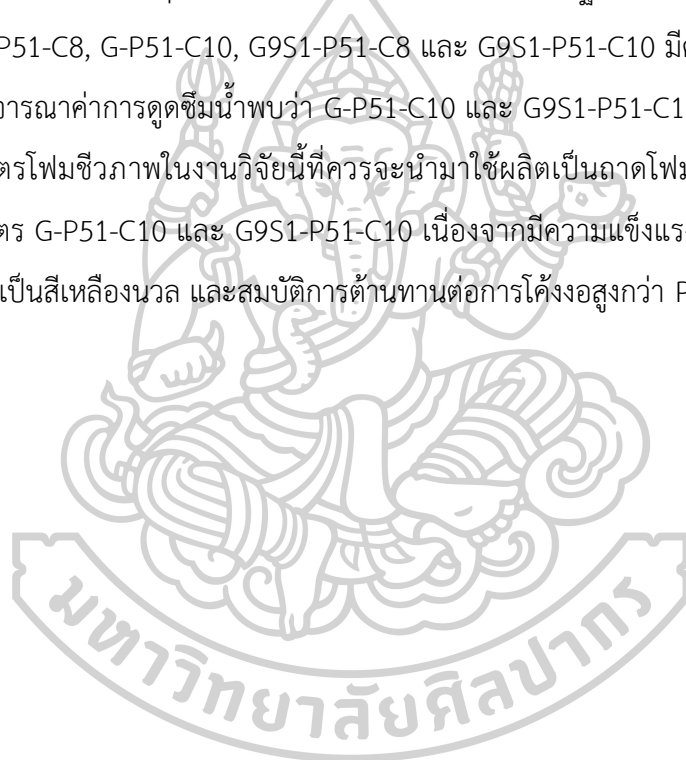 P51-C8, G-P51-C10, G9S1-P51-C8 และ G9S1-P51-C10
ารณาค่าการดูดซึมน้ำพบว่า G-P51-C10 และ G9S1-P51-C1
ตรโฟมชีวภาพในงานวิจัยนี้ที่ควรจะนำมาใช้ผลิตเป็นถาดโฟม
ตร G-P51-C10 และ G9S1-P51-C10 เนื่องจากมีความแข็งแร
เป็นสีเหลืองนวล และสมบัติการต้านทานต่อการโค้งงอสูงกว่า P
มหาวิทยาลัยศิลปากร